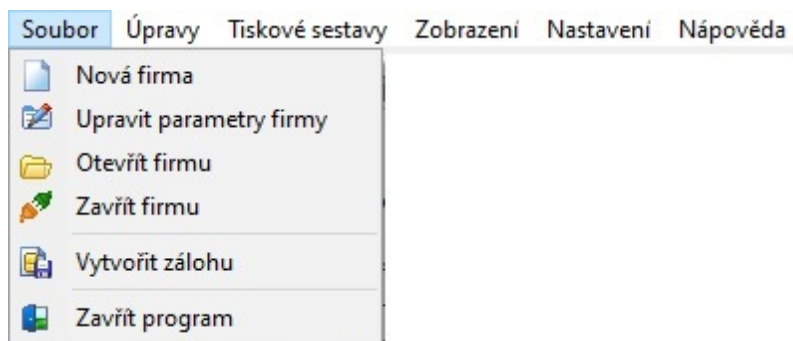 Soubor Úpravy Tiskové sestavy Zobrazení Nastavení Nápověda
Nová firma
Upravit parametry firmy
Otevřít firmu
Zavřít firmu
Vytvořit zálohu
Zavřít program